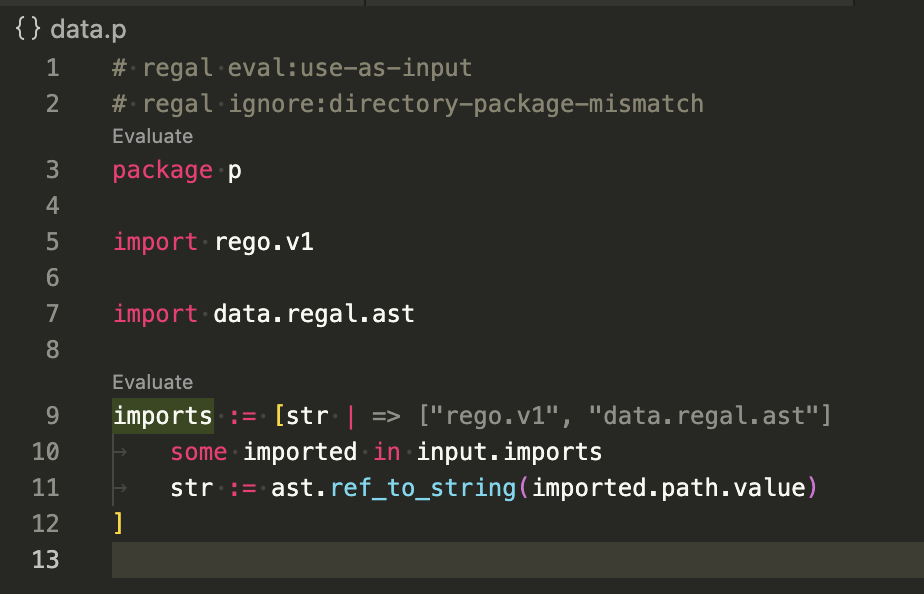 {} data.p
1 # regal eval:use-as-input
2 # regal ignore:directory-package-mismatch
Evaluate
3 package p
4
5 import rego.v1
6
7 import data.regal.ast
8
Evaluate
9 imports := [str | => ["rego.v1", "data.regal.ast"]
10 some imported in input.imports
11 str := ast.ref_to_string(imported.path.value)
12 ]
13